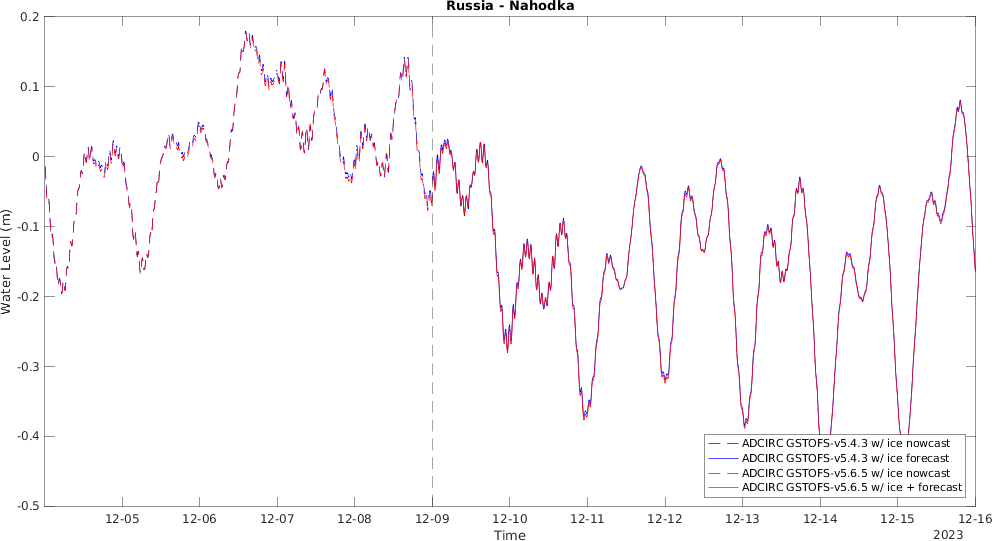 Russia - Nahodka
0.2
0.1
0
-0.1
-0.2
-0.3
-0.4
-0.5
Water Level (m)
ADCIRC GSTOFS-v5.4.3 w/ ice nowcast
ADCIRC GSTOFS-v5.4.3 w/ ice forecast
ADCIRC GSTOFS-v5.6.5 w/ ice nowcast
ADCIRC GSTOFS-v5.6.5 w/ ice + forecast
12-05 12-06 12-07 12-08 12-09 12-10 12-11 12-12 12-13 12-14 12-15 12-16
Time
2023